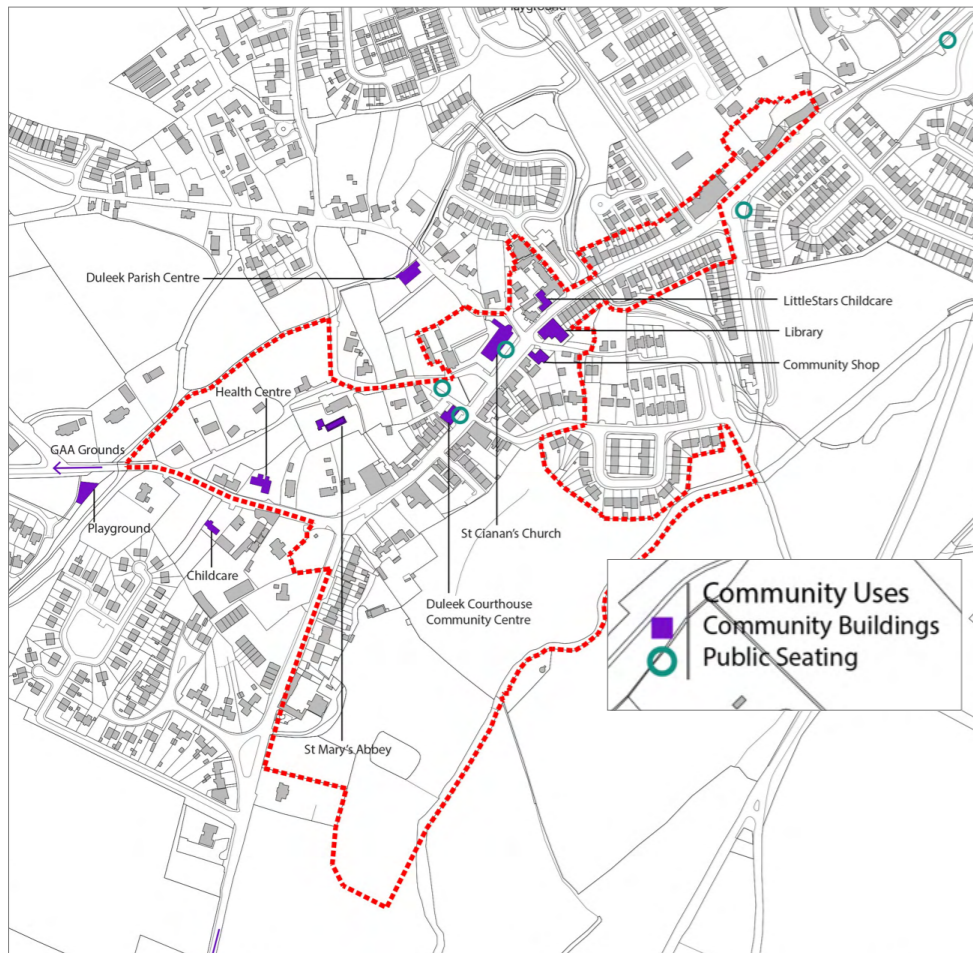 Playground
Duleek Parish Centre
LittleStars Childcare
Library
Community Shop
Health Centre
GAA Grounds
Playground
St Cianan's Church
Childcare
Duleek Courthouse
Community Centre
St Mary's Abbey
Community Uses
Community Buildings
Public Seating